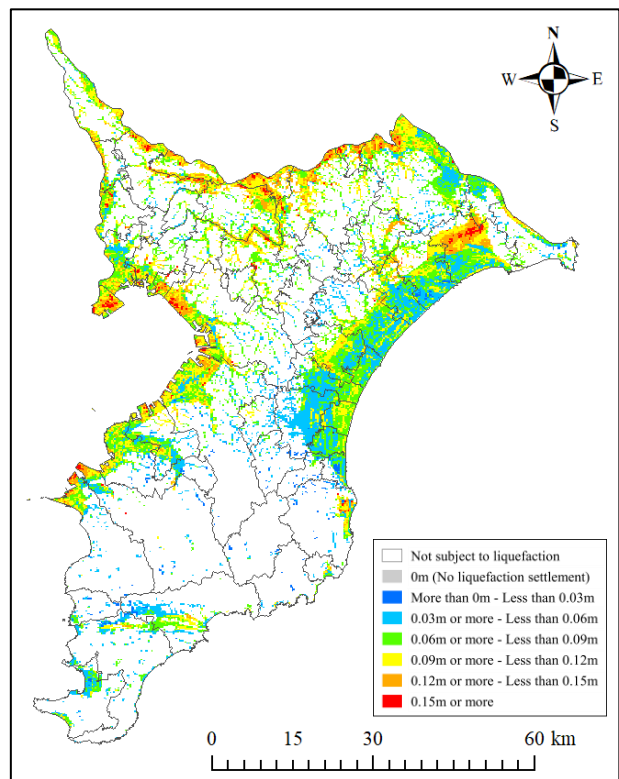 N
W E
S
Not subject to liquefaction
0m (No liquefaction settlement)
More than 0m - Less than 0.03m
0.03m or more - Less than 0.06m
0.06m or more - Less than 0.09m
0.09m or more - Less than 0.12m
0.12m or more - Less than 0.15m
0.15m or more
0 15 30 60 km